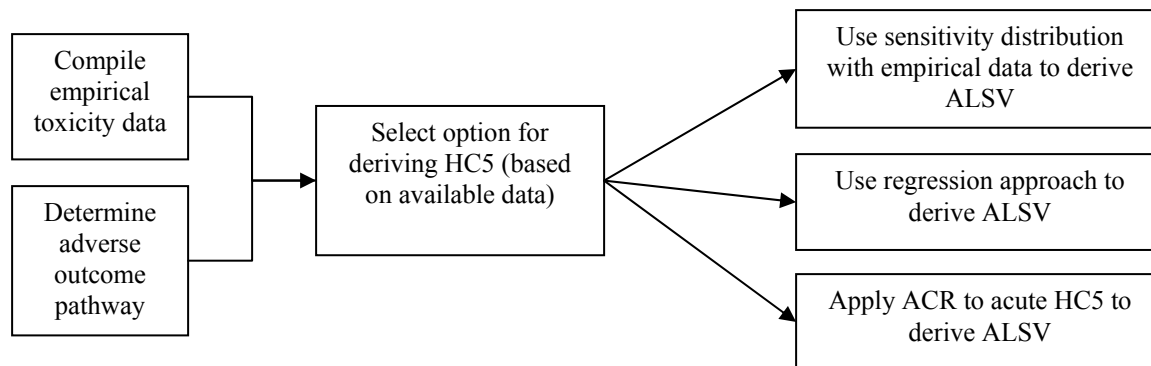 Compile
empirical
toxicity data
Determine
adverse
outcome
pathway
Select option for
deriving HC5 (based
on available data)
Use sensitivity distribution
with empirical data to derive
ALSV
Use regression approach to
derive ALSV
Apply ACR to acute HC5 to
derive ALSV